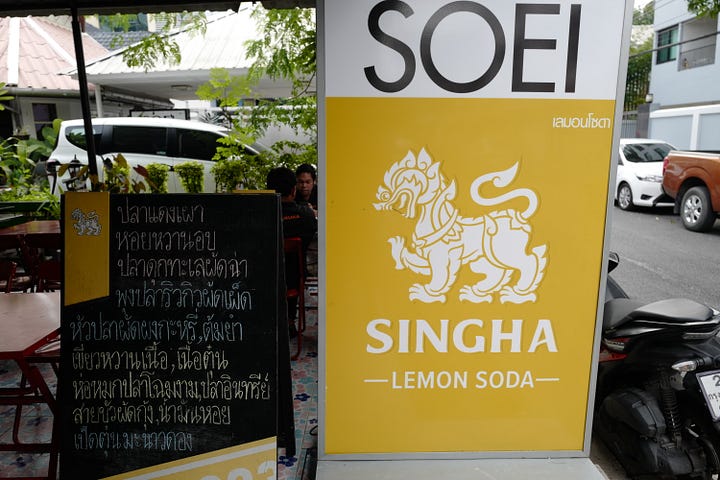 ปลาแดงเผา
หอยหวานอบ
ปลาดุกทะเลผัดฉ่า
พุงปลาริวกิวผัดเผ็ด
หัวปลาผัดผงกะหรี่,ต้มยำ
เขียวหวานเนื้อ,เนื้อตุ๋น
ห่อหมกปลาโฉมงาม,ปลาอินทรีย์
สายบัวผัดกุ้ง,น้ำมันหอย
เป็ดตุ๋น.มะนาวดอง
SOEI
เลมอนโซดา
SINGHA
LEMON SODA